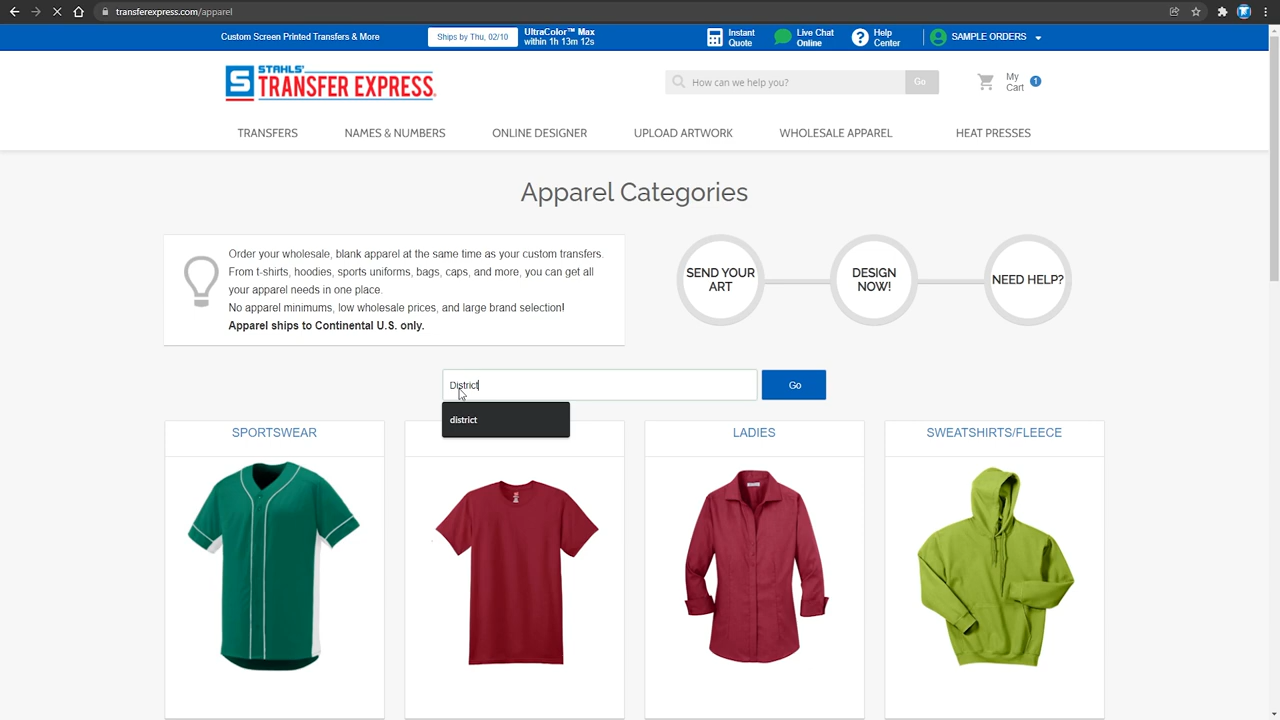 transferexpress.com/apparel
Custom Screen Printed Transfers & More
Ships by Thu, 02/10
UltraColor™ Max
within 1h 13m 12s
Instant
Quote
Live Chat
Online
Help
Center
SAMPLE ORDERS
STAHLS'
TRANSFER EXPRESS
How can we help you?
Go
My
Cart
1
TRANSFERS
NAMES & NUMBERS
ONLINE DESIGNER
UPLOAD ARTWORK
WHOLESALE APPAREL
HEAT PRESSES
Apparel Categories
Order your wholesale, blank apparel at the same time as your custom transfers.
From t-shirts, hoodies, sports uniforms, bags, caps, and more, you can get all
your apparel needs in one place.
No apparel minimums, low wholesale prices, and large brand selection!
Apparel ships to Continental U.S. only.
SEND YOUR
ART
DESIGN
NOW!
NEED HELP?
District
Go
district
SPORTSWEAR
LADIES
SWEATSHIRTS/FLEECE